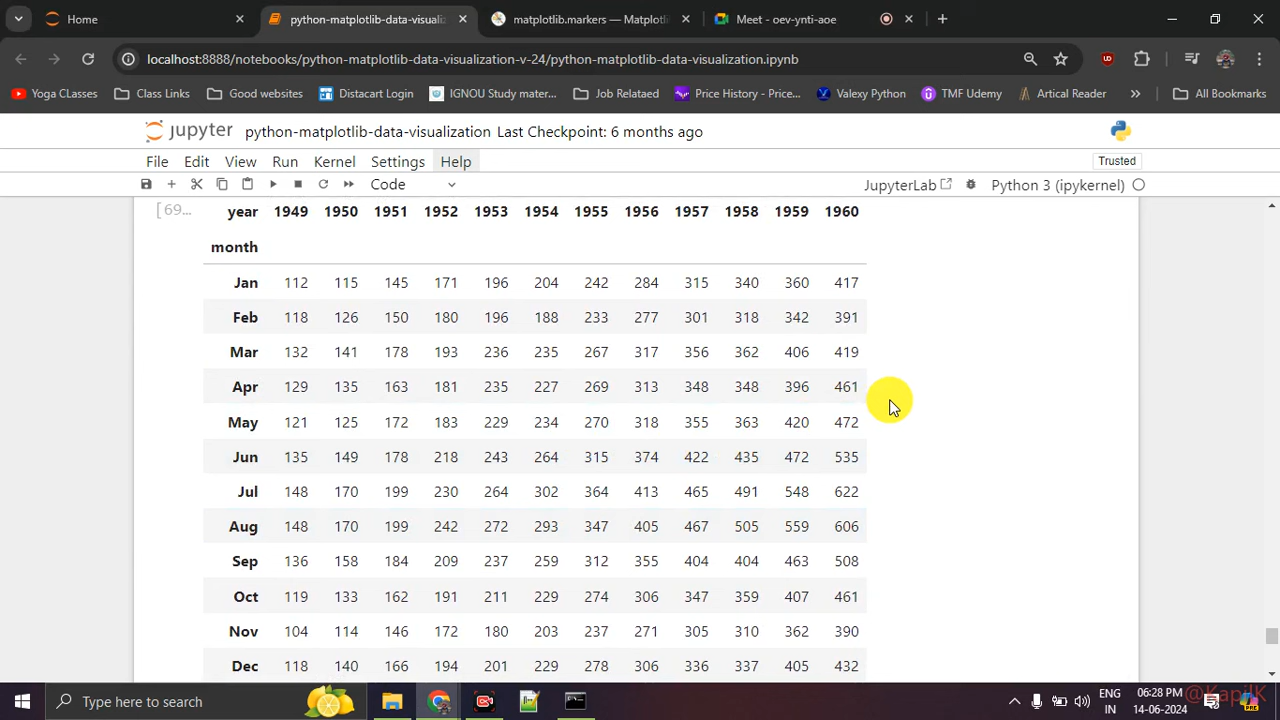 Home
python-matplotlib-data-visualiz
matplotlib.markers — Matplotl
Meet - oev-ynti-aoe
localhost:8888/notebooks/python-matplotlib-data-visualization-v-24/python-matplotlib-data-visualization.ipynb
Yoga CLasses Class Links Good websites Distacart Login IGNOU Study mater... Job Relataed Price History - Price... Valexy Python TMF Udemy Artical Reader All Bookmarks
jupyter python-matplotlib-data-visualization Last Checkpoint: 6 months ago
File Edit View Run Kernel Settings Help Trusted
Code JupyterLab Python 3 (ipykernel)
[69... year 1949 1950 1951 1952 1953 1954 1955 1956 1957 1958 1959 1960
month
Jan 112 115 145 171 196 204 242 284 315 340 360 417
Feb 118 126 150 180 196 188 233 277 301 318 342 391
Mar 132 141 178 193 236 235 267 317 356 362 406 419
Apr 129 135 163 181 235 227 269 313 348 348 396 461
May 121 125 172 183 229 234 270 318 355 363 420 472
Jun 135 149 178 218 243 264 315 374 422 435 472 535
Jul 148 170 199 230 264 302 364 413 465 491 548 622
Aug 148 170 199 242 272 293 347 405 467 505 559 606
Sep 136 158 184 209 237 259 312 355 404 404 463 508
Oct 119 133 162 191 211 229 274 306 347 359 407 461
Nov 104 114 146 172 180 203 237 271 305 310 362 390
Dec 118 140 166 194 201 229 278 306 336 337 405 432
Type here to search
ENG
IN
06:28 PM
14-06-2024
@KapilK